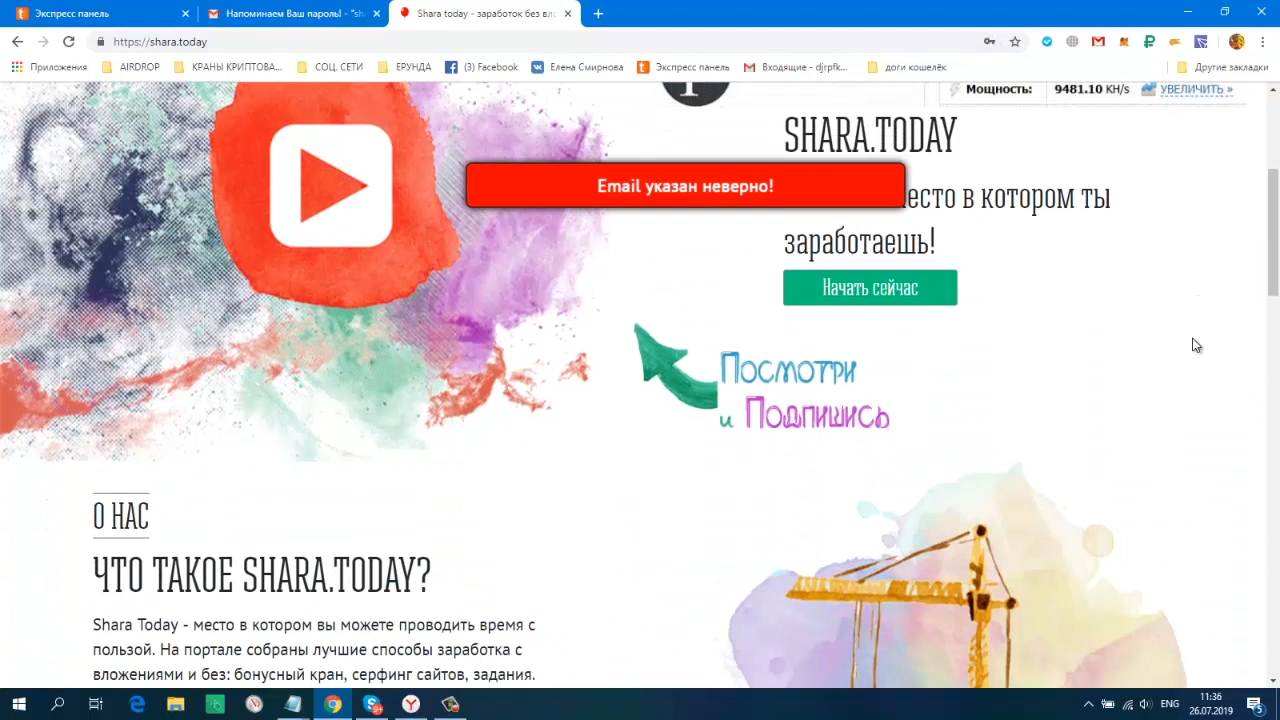 Экспресс панель
Напоминаем Ваш пароль! - "sh
Shara today - заработок без вло
https://shara.today
Приложения
AIRDROP
КРАНЫ КРИПТОВА...
СОЦ. СЕТИ
ЕРУНДА
(3) Facebook
Елена Смирнова
Экспресс панель
Входящие - djrpfk...
доги кошелёк
Другие закладки
Мощность: 9481.10 KH/s УВЕЛИЧИТЬ »
SHARA.TODAY
Email указан неверно!
есто в котором ты
заработаешь!
Начать сейчас
Посмотри
и Подпишись
О НАС
ЧТО ТАКОЕ SHARA.TODAY?
Shara Today - место в котором вы можете проводить время с
пользой. На портале собраны лучшие способы заработка с
вложениями и без: бонусный кран, серфинг сайтов, задания.
ENG
11:36
26.07.2019